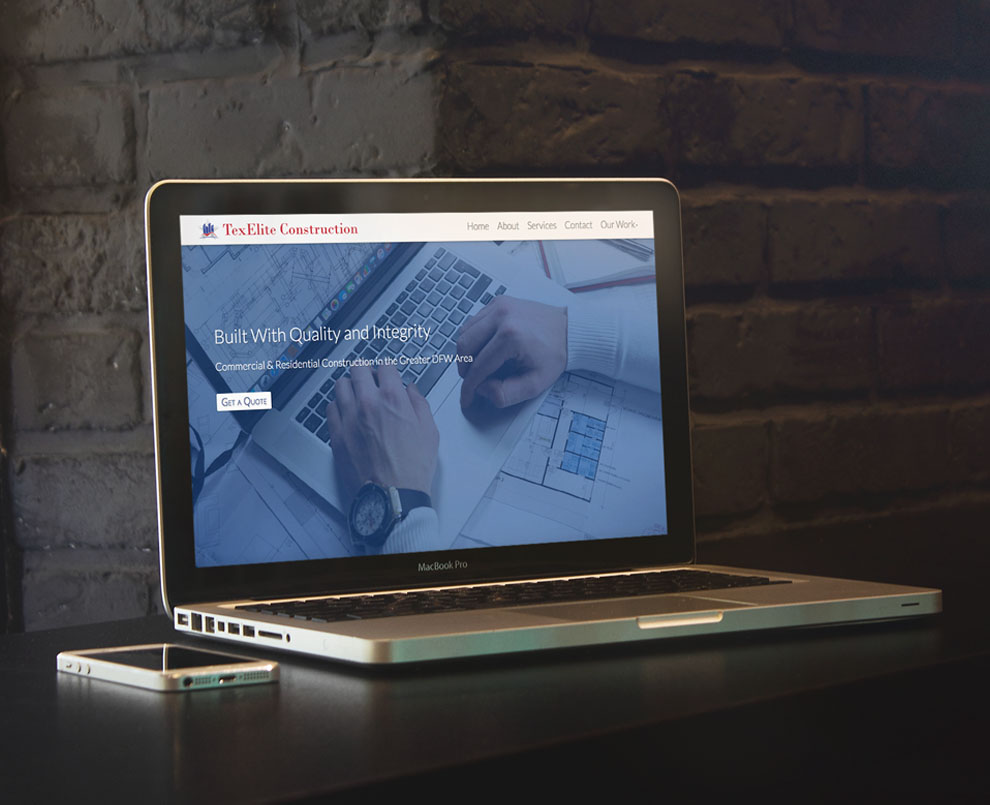 TexElite Construction
Home About Services Contact Our Work
Built With Quality and Integrity
Commercial & Residential Construction in the Greater DFW Area
Get a Quote
MacBook Pro